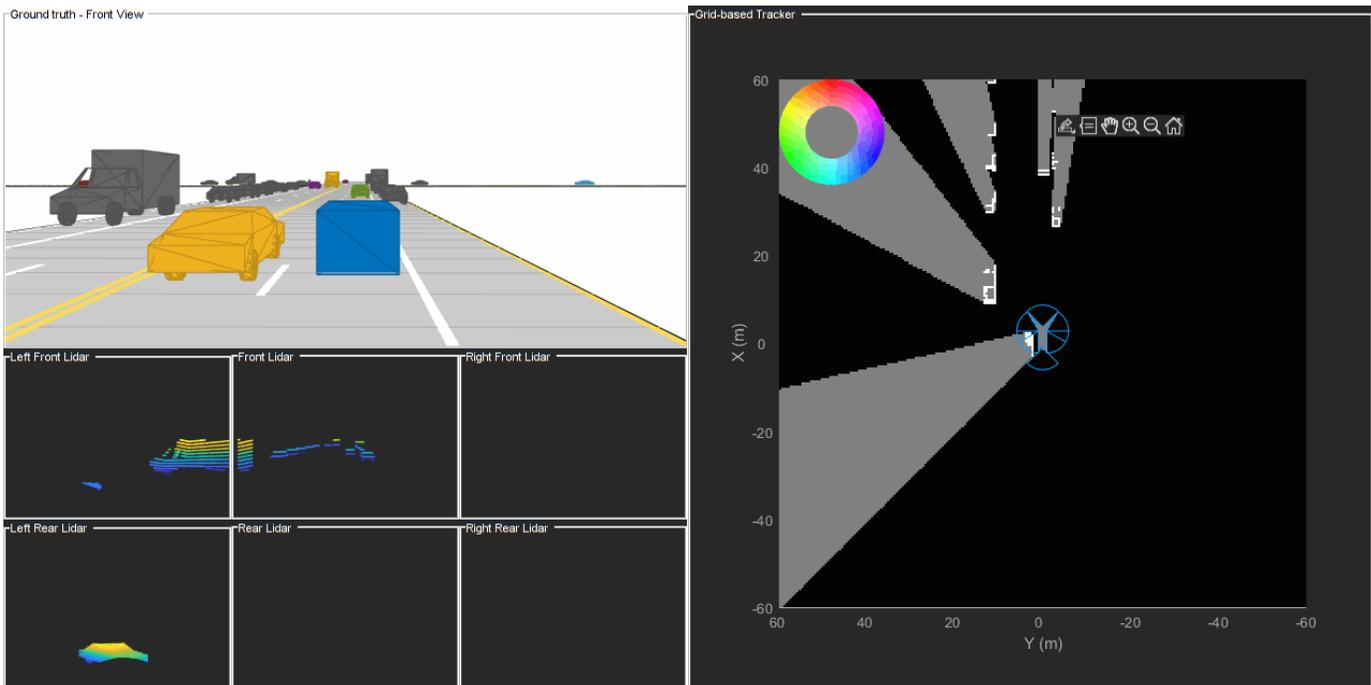 Ground truth - Front View
Grid-based Tracker
Left Front Lidar
Front Lidar
Right Front Lidar
Left Rear Lidar
Rear Lidar
Right Rear Lidar
X (m)
60
40
20
0
-20
-40
-60
60
40
20
0
-20
-40
-60
Y (m)